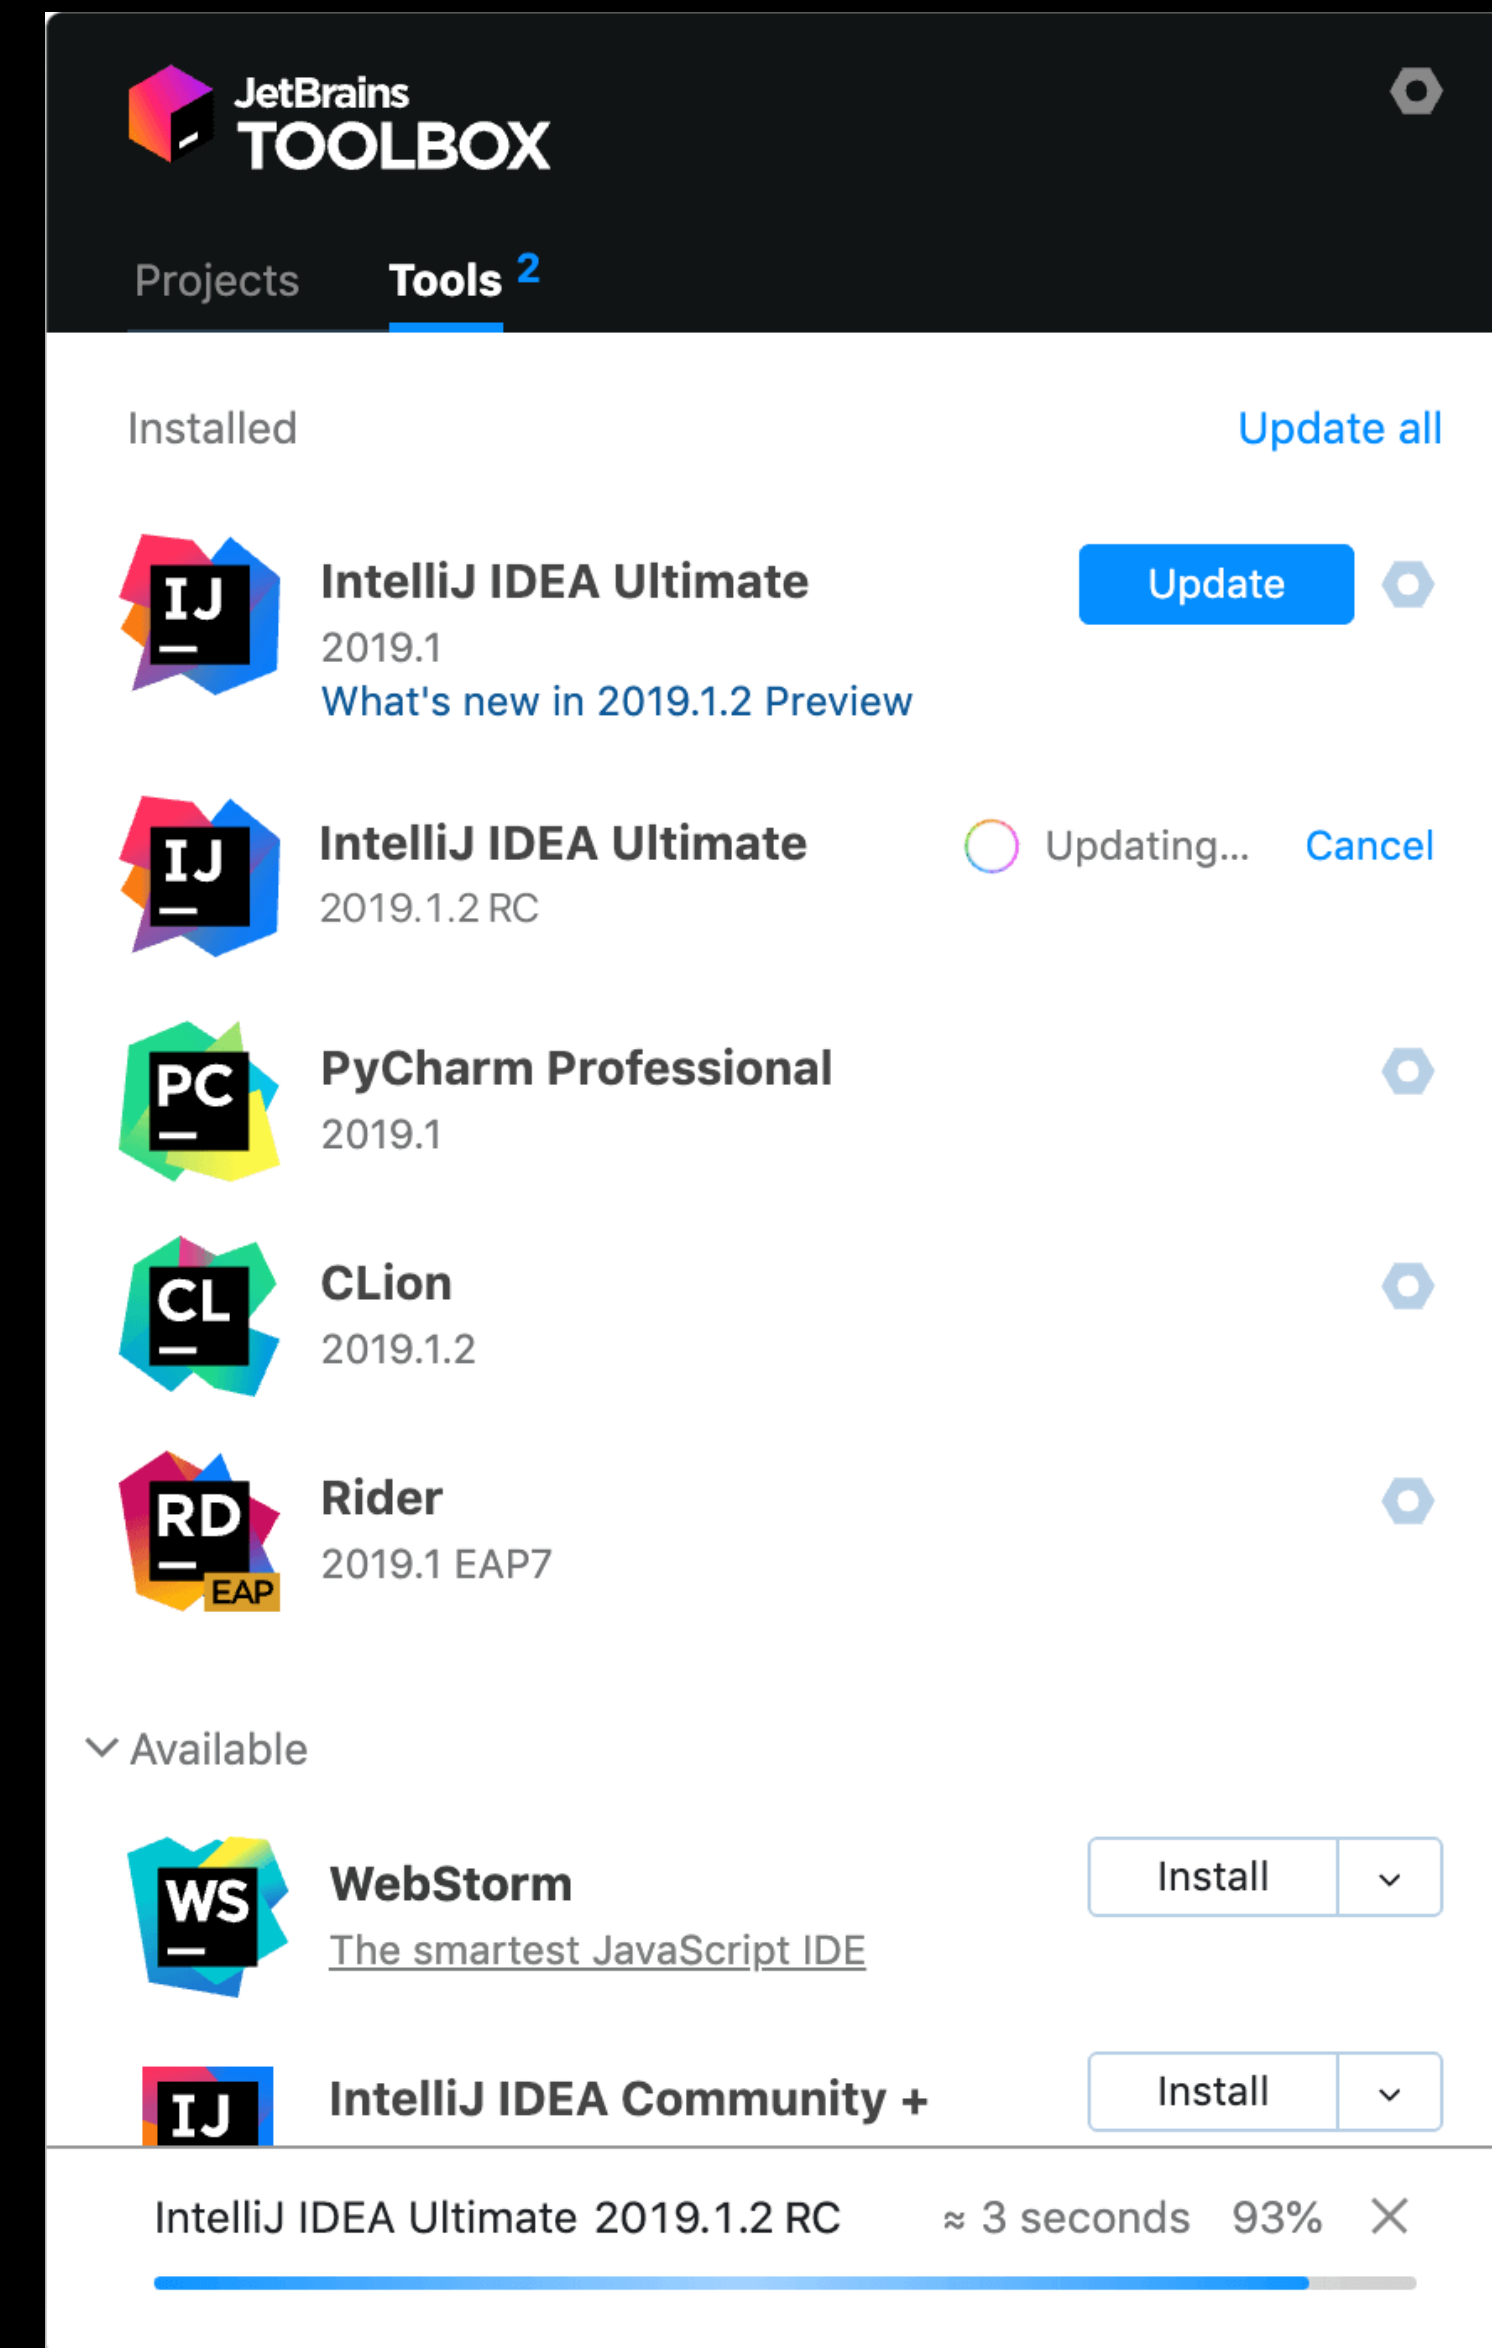 JetBrains
TOOLBOX
Projects Tools 2
Installed Update all
IJ
IntelliJ IDEA Ultimate Update
2019.1
What's new in 2019.1.2 Preview
IJ
IntelliJ IDEA Ultimate Updating... Cancel
2019.1.2 RC
PC
PyCharm Professional
2019.1
CL
CLion
2019.1.2
RD
EAP
Rider
2019.1 EAP7
Available
WS
WebStorm Install
The smartest JavaScript IDE
IJ
IntelliJ IDEA Community + Install
IntelliJ IDEA Ultimate 2019.1.2 RC ≈ 3 seconds 93%